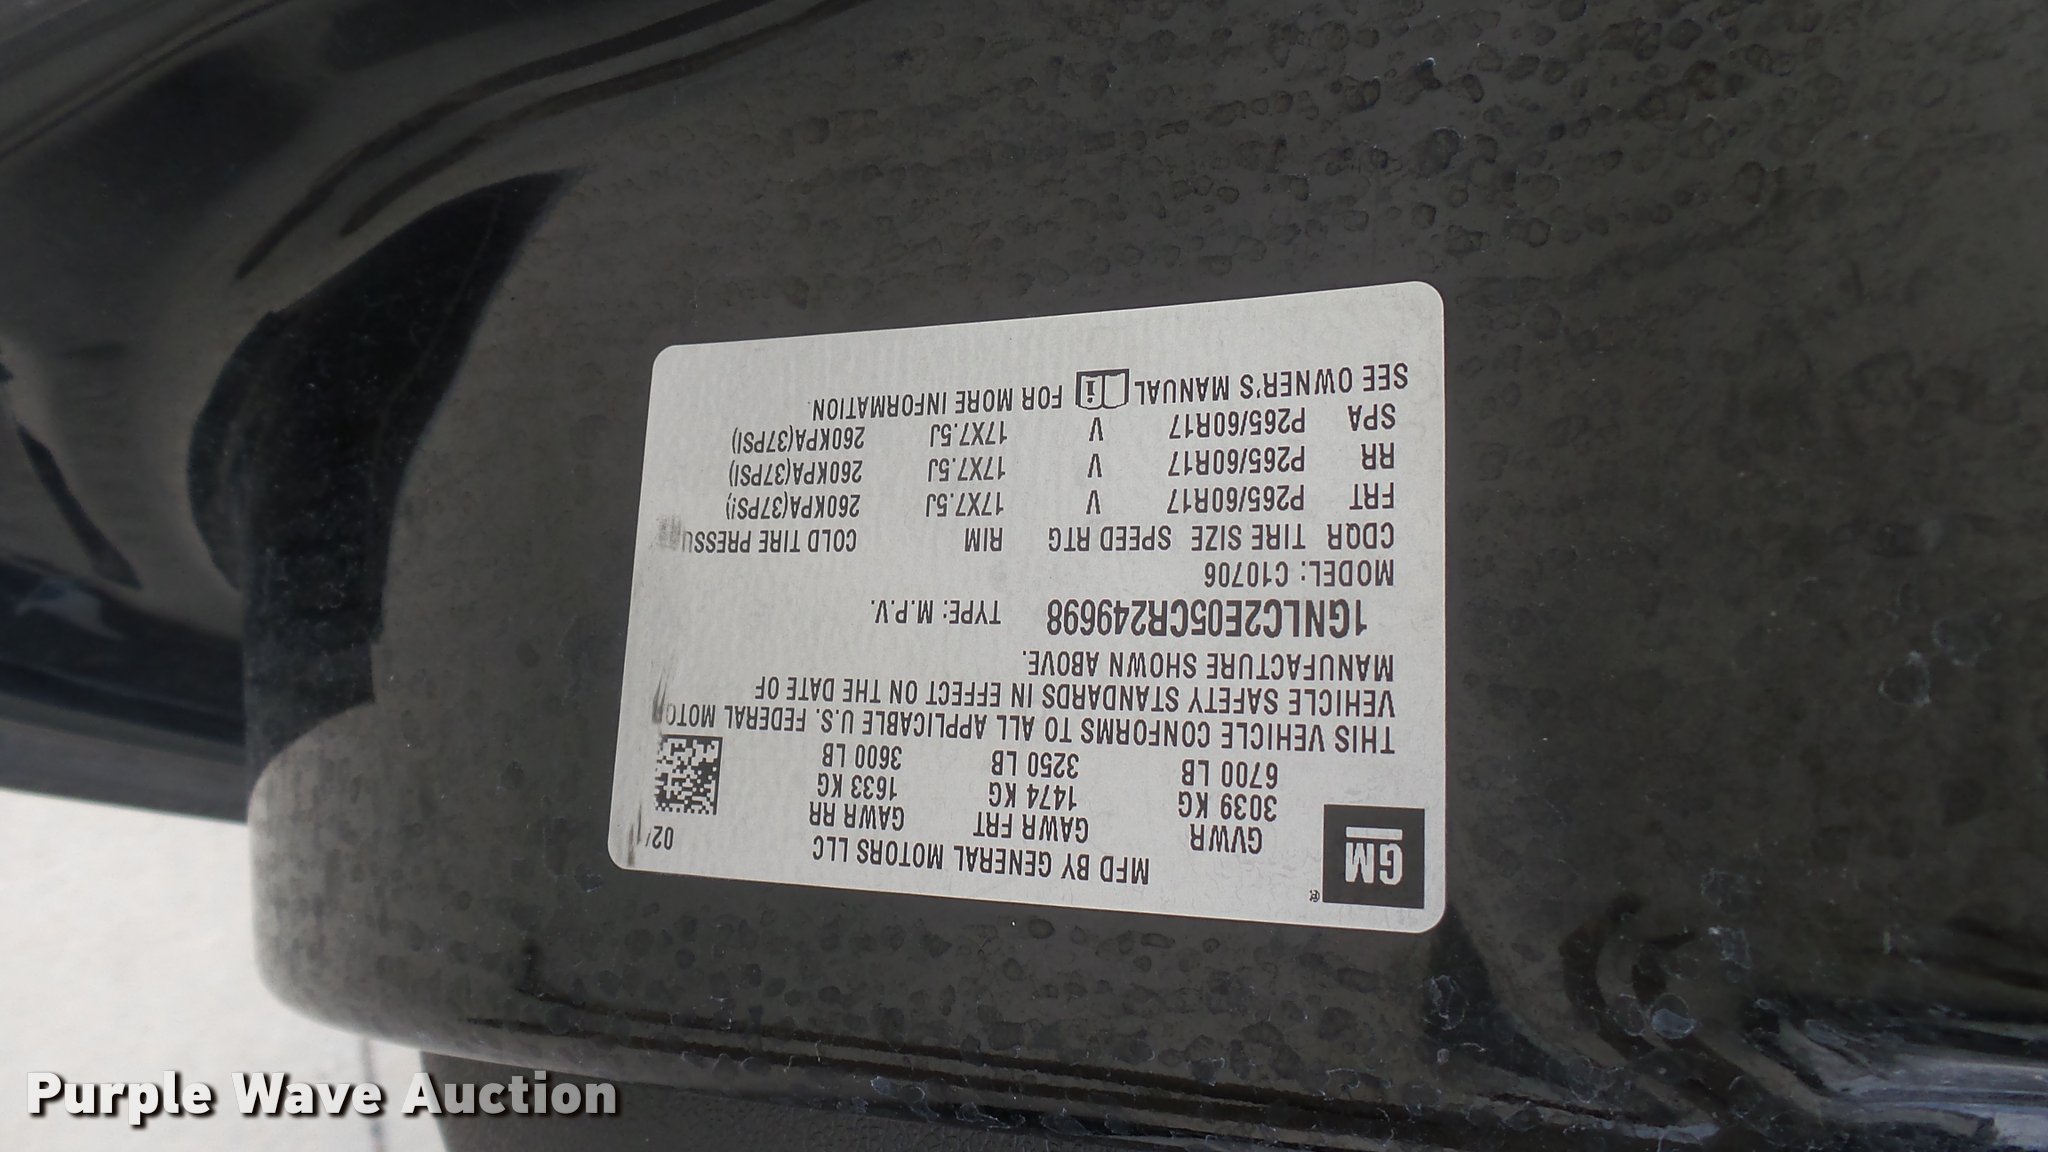 GM
®
MFD BY GENERAL MOTORS LLC
GVWR GAWR FRT GAWR RR
3039 KG 1474 KG 1633 KG
6700 LB 3250 LB 3600 LB
THIS VEHICLE CONFORMS TO ALL APPLICABLE U.S. FEDERAL
VEHICLE SAFETY STANDARDS IN EFFECT ON THE DATE OF
MANUFACTURE SHOWN ABOVE.
1GNLC2E05CR249698 TYPE: M.P.V.
MODEL: C10706
CDQR TIRE SIZE SPEED RTG RIM COLD TIRE
FRT P265/60R17 V 17X7.5J 260KPA(37PSI)
RR P265/60R17 V 17X7.5J 260KPA(37PSI)
SPA P265/60R17 V 17X7.5J 260KPA(37PSI)
SEE OWNER'S MANUAL i FOR MORE INFORMATION.
Purple Wave Auction